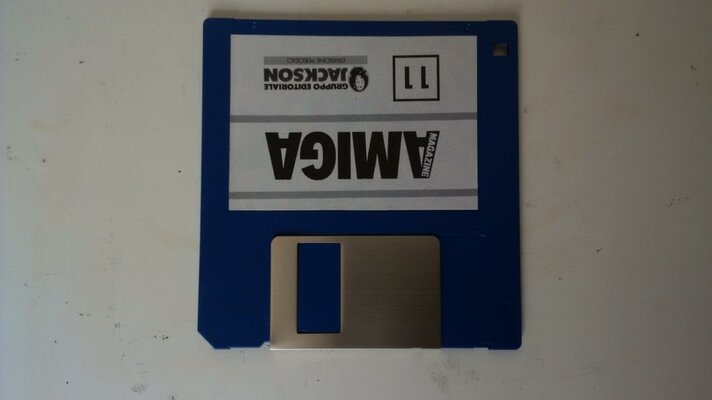 AMIGA
MAGAZINE
11
GRUPPO EDITORIALE
JACKSON
DIVISIONE PERIODICI